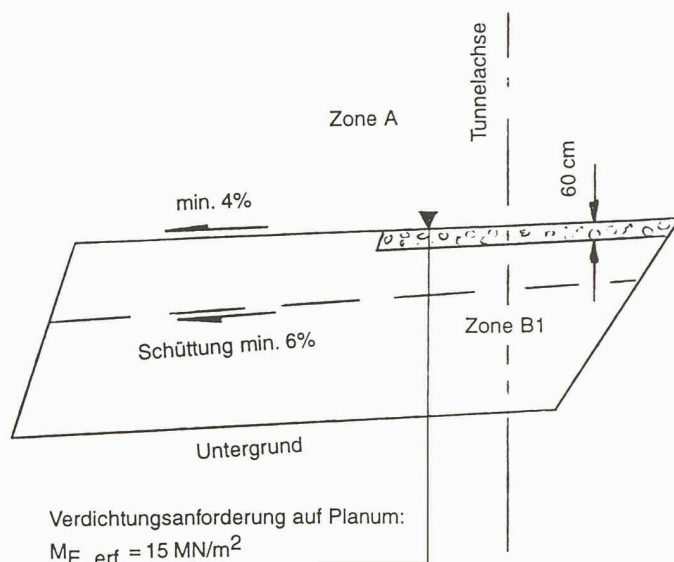 Zone A
Tunnelachse
60 cm
min. 4%
Zone B1
Schüttung min. 6%
Untergrund
Verdichtungsanforderung auf Planum:
ME erf = 15 MN/m²